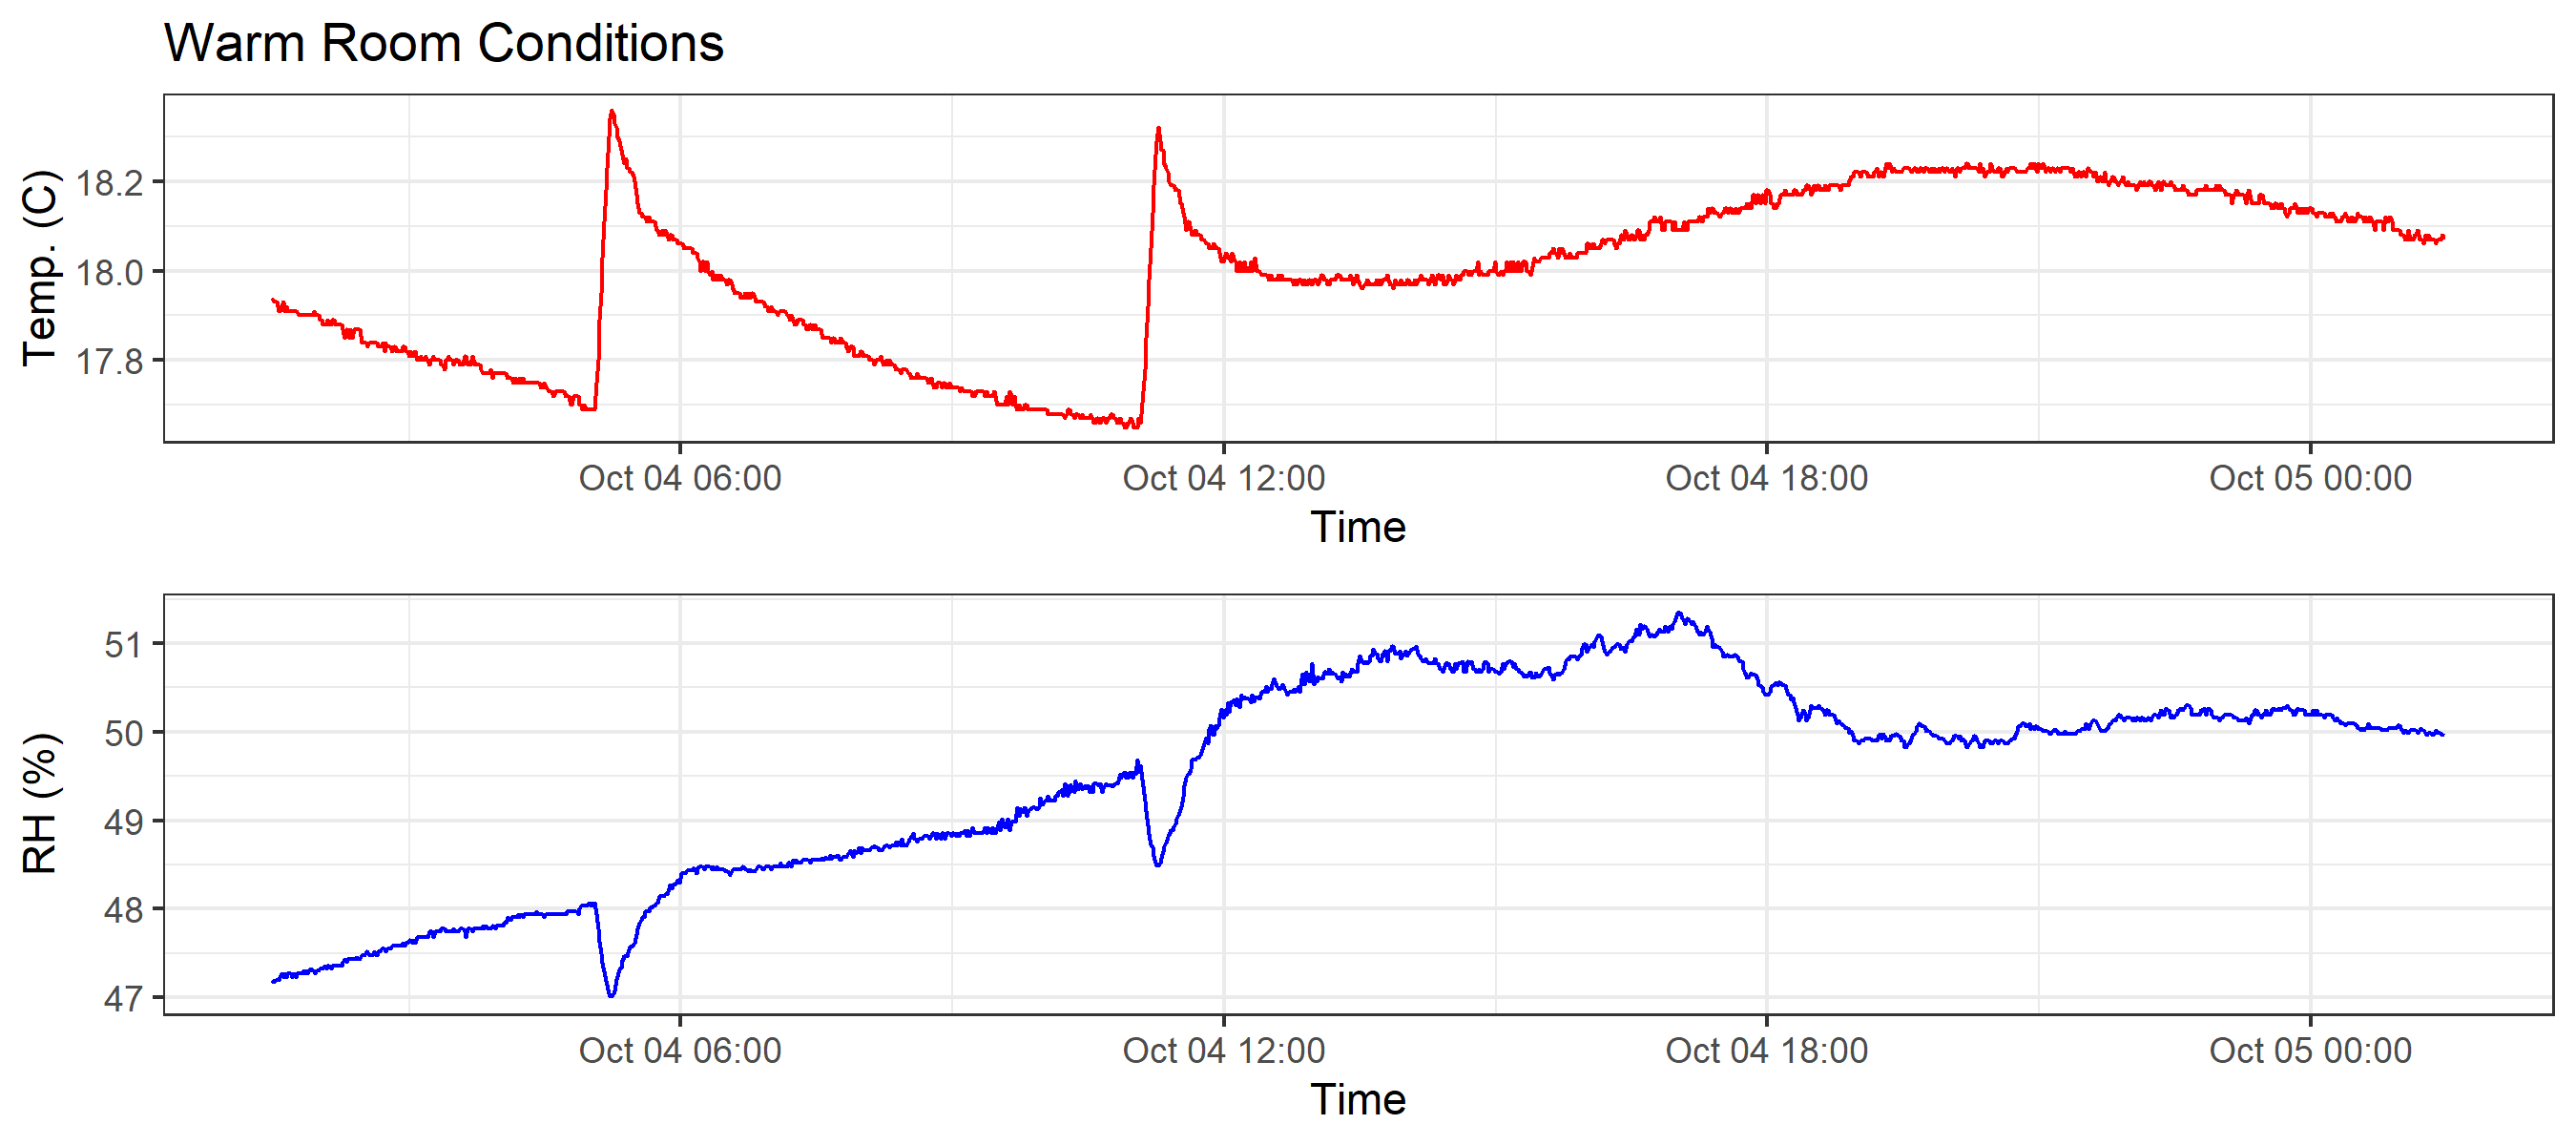 Warm Room Conditions
Temp. (C)
18.2
18.0
17.8
Oct 04 06:00 Oct 04 12:00 Oct 04 18:00 Oct 05 00:00
Time
RH (%)
51
50
49
48
47
Oct 04 06:00 Oct 04 12:00 Oct 04 18:00 Oct 05 00:00
Time